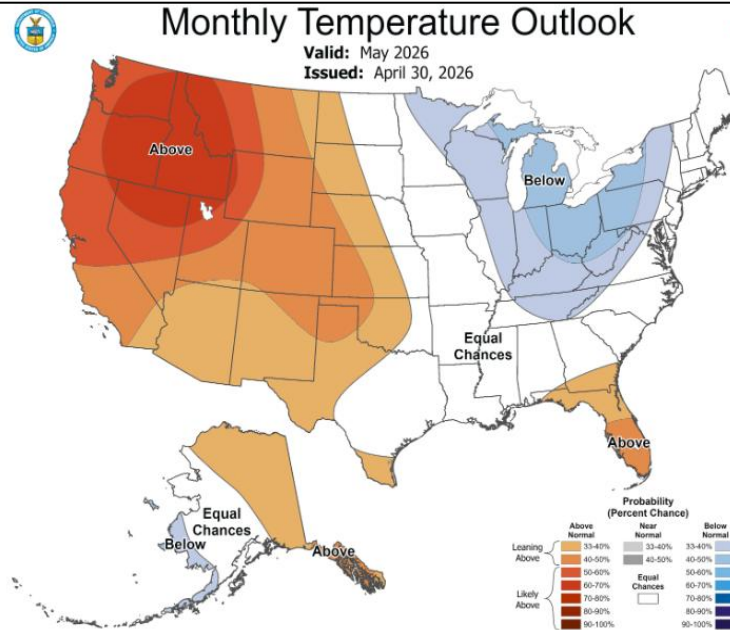 Monthly Temperature Outlook
Valid: May 2026
Issued: April 30, 2026
Above
Below
Equal
Chances
Above
Equal
Chances
Below
Above
Probability
(Percent Chance)
Above
Normal
Near
Normal
Below
Normal
Leaning
Above
Likely
Above
33-40%
40-50%
50-60%
60-70%
70-80%
80-90%
90-100%
33-40%
40-50%
Equal
Chances
33-40%
40-50%
50-60%
60-70%
70-80%
80-90%
90-100%